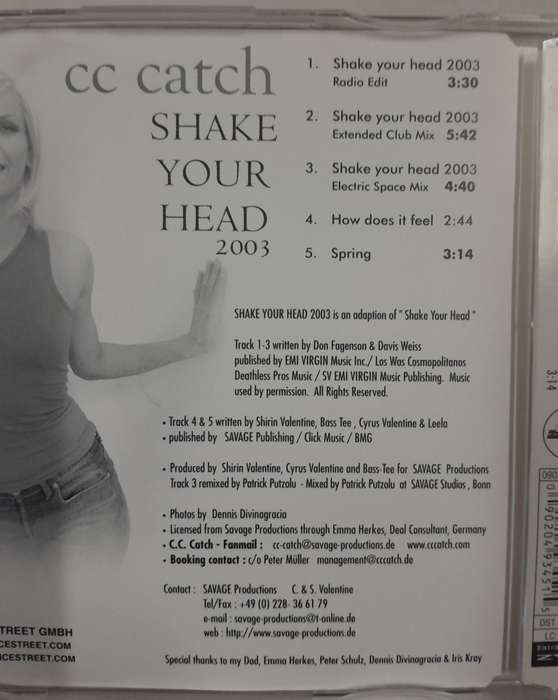 cc catch
SHAKE
YOUR
HEAD
2003
1. Shake your head 2003
Radio Edit 3:30
2. Shake your head 2003
Extended Club Mix 5:42
3. Shake your head 2003
Electric Space Mix 4:40
4. How does it feel 2:44
5. Spring 3:14
SHAKE YOUR HEAD 2003 is an adaption of " Shake Your Head "
Track 1-3 written by Don Fagenson & Davis Weiss
published by EMI VIRGIN Music Inc./ Los Was Cosmopolitanos
Deathless Pros Music / SV EMI VIRGIN Music Publishing. Music
used by permission. All Rights Reserved.
• Track 4 & 5 written by Shirin Valentine, Bass Tee , Cyrus Valentine & Leela
• published by SAVAGE Publishing / Click Music / BMG
• Produced by Shirin Valentine, Cyrus Valentine and Bass-Tee for SAVAGE Productions
Track 3 remixed by Patrick Putzolu - Mixed by Patrick Putzolu at SAVAGE Studios , Bonn
• Photos by Dennis Divinagracia
• Licensed from Savage Productions through Emma Herkes, Deal Consultant, Germany
• C.C. Catch - Fanmail : cc-catch@savage-productions.de www.cccatch.com
• Booking contact : c/o Peter Müller management@cccatch.de
Contact : SAVAGE Productions C. & S. Valentine
Tel/Fax : +49 (0) 228- 36 61 79
e-mail : savage-productions@t-online.de
web : http://www.savage-productions.de
Special thanks to my Dad, Emma Herkes, Peter Schulz, Dennis Divinagracia & Iris Kray
TREET GMBH
CESTREET.COM
ICESTREET.COM
3:14
DST
LC